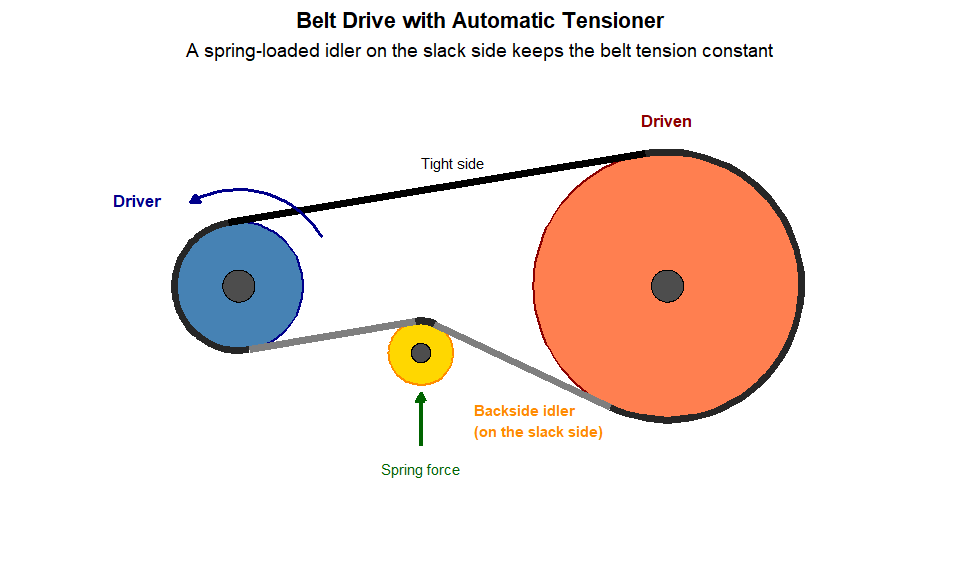 Belt Drive with Automatic Tensioner
A spring-loaded idler on the slack side keeps the belt tension constant
Driven
Tight side
Driver
Backside idler
(on the slack side)
Spring force